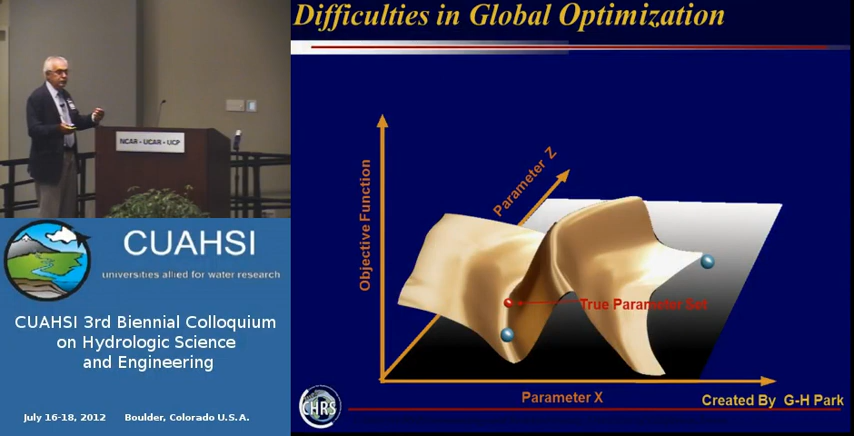 Difficulties in Global Optimization
NCAR • UCAR • UCP
CUAHSI
universities allied for water research
CUAHSI 3rd Biennial Colloquium
on Hydrologic Science
and Engineering
July 16-18, 2012 Boulder, Colorado U.S.A.
Objective Function
Parameter Z
True Parameter Set
Parameter X
Created By G-H Park
CHRS